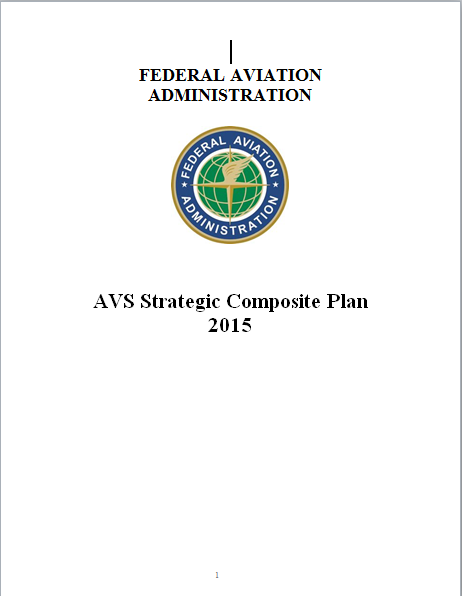 FEDERAL AVIATION
ADMINISTRATION
FEDERAL AVIATION
ADMINISTRATION
AVS Strategic Composite Plan
2015
1